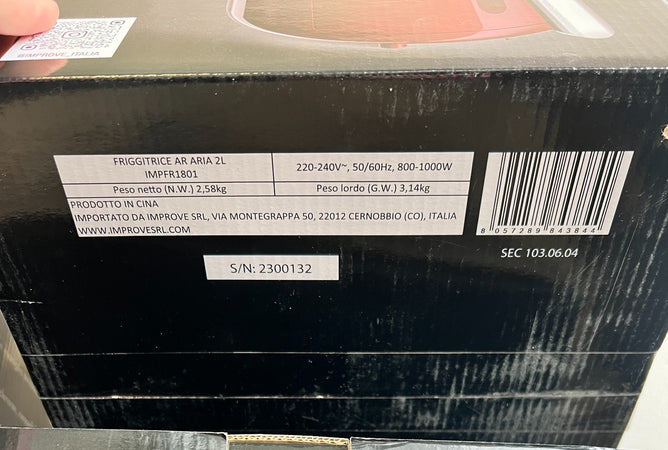 @IMPROVE_ITALIA
FRIGGITRICE AR ARIA 2L
IMPFR1801
220-240V~, 50/60Hz, 800-1000W
Peso netto (N.W.) 2,58kg
Peso lordo (G.W.) 3,14kg
PRODOTTO IN CINA
IMPORTATO DA IMPROVE SRL, VIA MONTEGRAPPA 50, 22012 CERNOBBIO (CO), ITALIA
WWW.IMPROVESRL.COM
8 057289 843844
SEC 103.06.04
S/N: 2300132